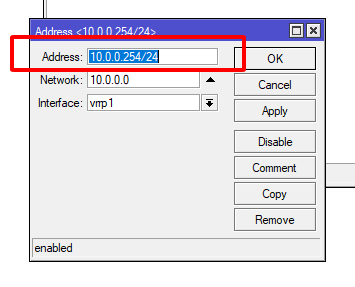 Address <10.0.0.254/24>
Address: 10.0.0.254/24
OK
Network: 10.0.0.0
Cancel
Interface: vrrp1
Apply
Disable
Comment
Copy
Remove
enabled